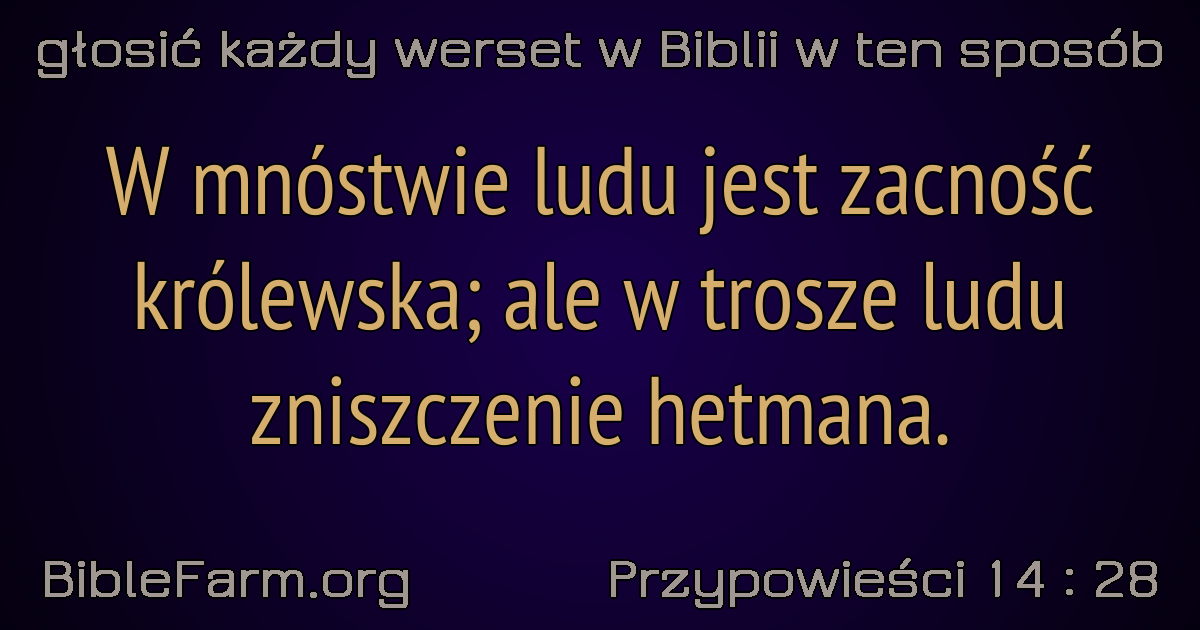 głosić każdy werset w Biblii w ten sposób
W mnóstwie ludu jest zacność
królewska; ale w trosze ludu
zniszczenie hetmana.
BibleFarm.org
Przypowieści 14 : 28